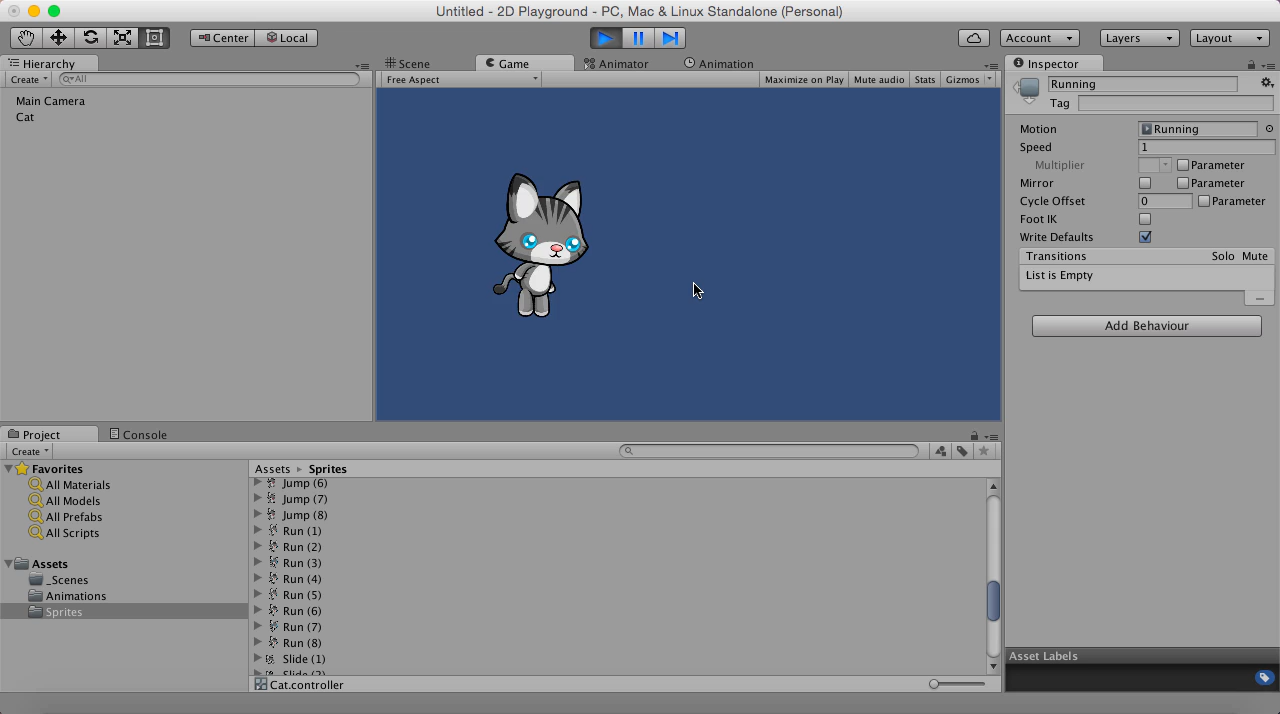 Untitled - 2D Playground - PC, Mac & Linux Standalone (Personal)
Center Local Account Layers Layout
Hierarchy
Create All
Main Camera
Cat
Scene Game Animator Animation
Free Aspect Maximize on Play Mute audio Stats Gizmos
Inspector
Running
Tag
Motion Running
Speed 1
Multiplier Parameter
Mirror Parameter
Cycle Offset 0 Parameter
Foot IK
Write Defaults
Transitions Solo Mute
List is Empty
Add Behaviour
Project Console
Create
Favorites
All Materials
All Models
All Prefabs
All Scripts
Assets
_Scenes
Animations
Sprites
Assets Sprites
Jump (6)
Jump (7)
Jump (8)
Run (1)
Run (2)
Run (3)
Run (4)
Run (5)
Run (6)
Run (7)
Run (8)
Slide (1)
Slide (2)
Cat.controller
Asset Labels